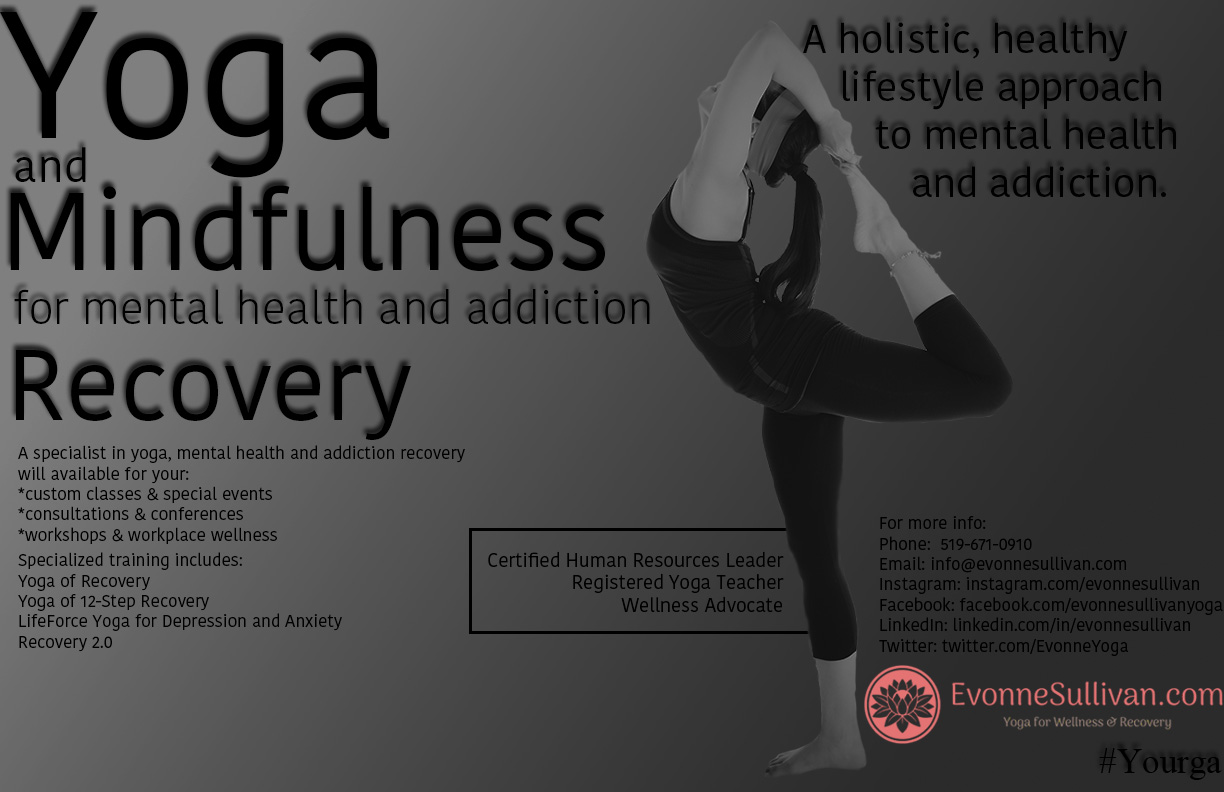 Yoga
and
Mindfulness
for mental health and addiction
Recovery
A holistic, healthy
lifestyle approach
to mental health
and addiction.
A specialist in yoga, mental health and addiction recovery
will available for your:
*custom classes & special events
*consultations & conferences
*workshops & workplace wellness
Specialized training includes:
Yoga of Recovery
Yoga of 12-Step Recovery
LifeForce Yoga for Depression and Anxiety
Recovery 2.0
Certified Human Resources Leader
Registered Yoga Teacher
Wellness Advocate
For more info:
Phone:  519-671-0910
Email: info@evonnesullivan.com
Instagram: instagram.com/evonnesullivan
Facebook: facebook.com/evonnesullivanyoga
LinkedIn: linkedin.com/in/evonnesullivan
Twitter: twitter.com/EvonneYoga
EvonneSullivan.com
Yoga for Wellness & Recovery
#Yourga